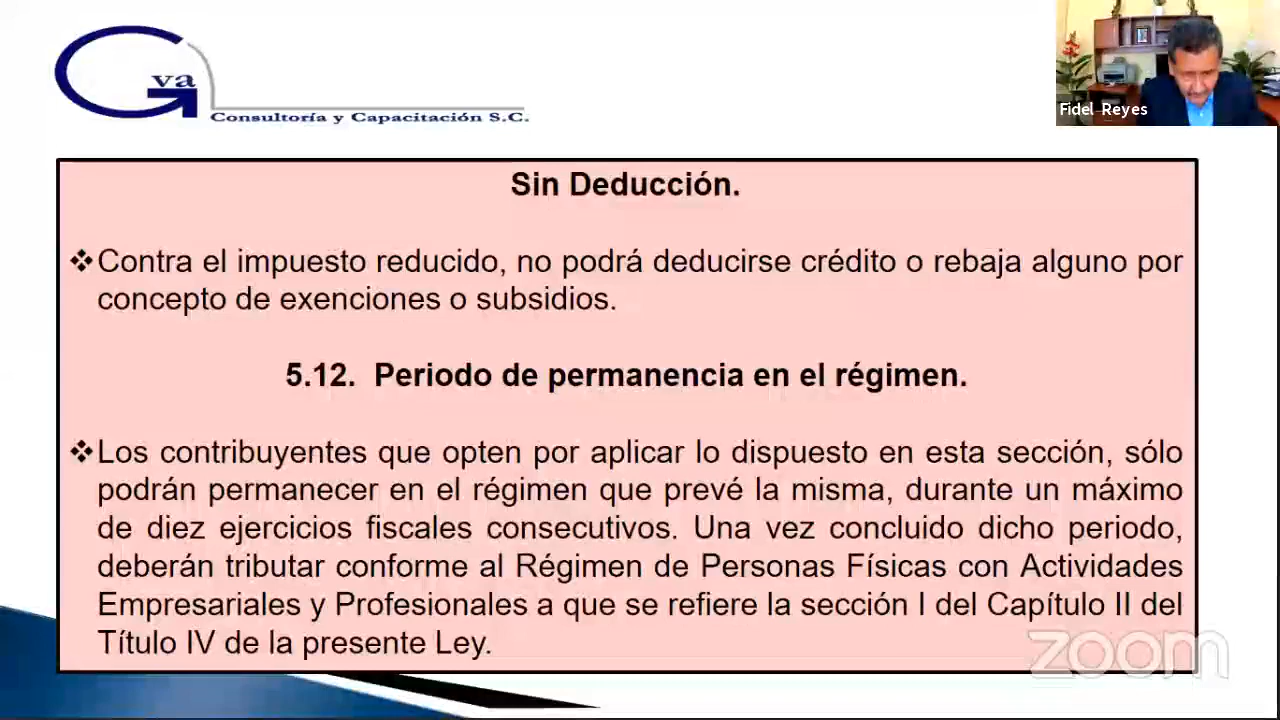 Gva
Consultoría y Capacitación S.C.
Fidel Reyes
Sin Deducción.
❖Contra el impuesto reducido, no podrá deducirse crédito o rebaja alguno por
concepto de exenciones o subsidios.
5.12. Periodo de permanencia en el régimen.
❖Los contribuyentes que opten por aplicar lo dispuesto en esta sección, sólo
podrán permanecer en el régimen que prevé la misma, durante un máximo
de diez ejercicios fiscales consecutivos. Una vez concluido dicho periodo,
deberán tributar conforme al Régimen de Personas Físicas con Actividades
Empresariales y Profesionales a que se refiere la sección I del Capítulo II del
Título IV de la presente Ley.
zoom